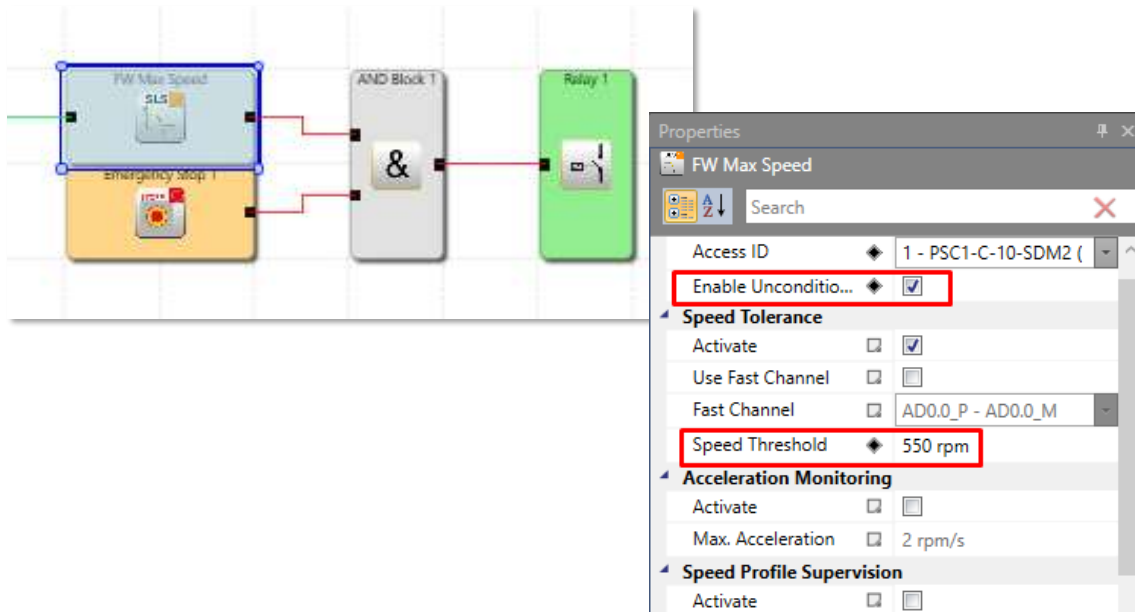 FW Max Speed
SLS
AND Block 1
Relay 1
&
Emergency Stop 1
Properties
FW Max Speed
A
Z
Search
Access ID 1 - PSC1-C-10-SDM2 (
Enable Unconditio...
Speed Tolerance
Activate
Use Fast Channel
Fast Channel AD0.0_P - AD0.0_M
Speed Threshold 550 rpm
Acceleration Monitoring
Activate
Max. Acceleration 2 rpm/s
Speed Profile Supervision
Activate